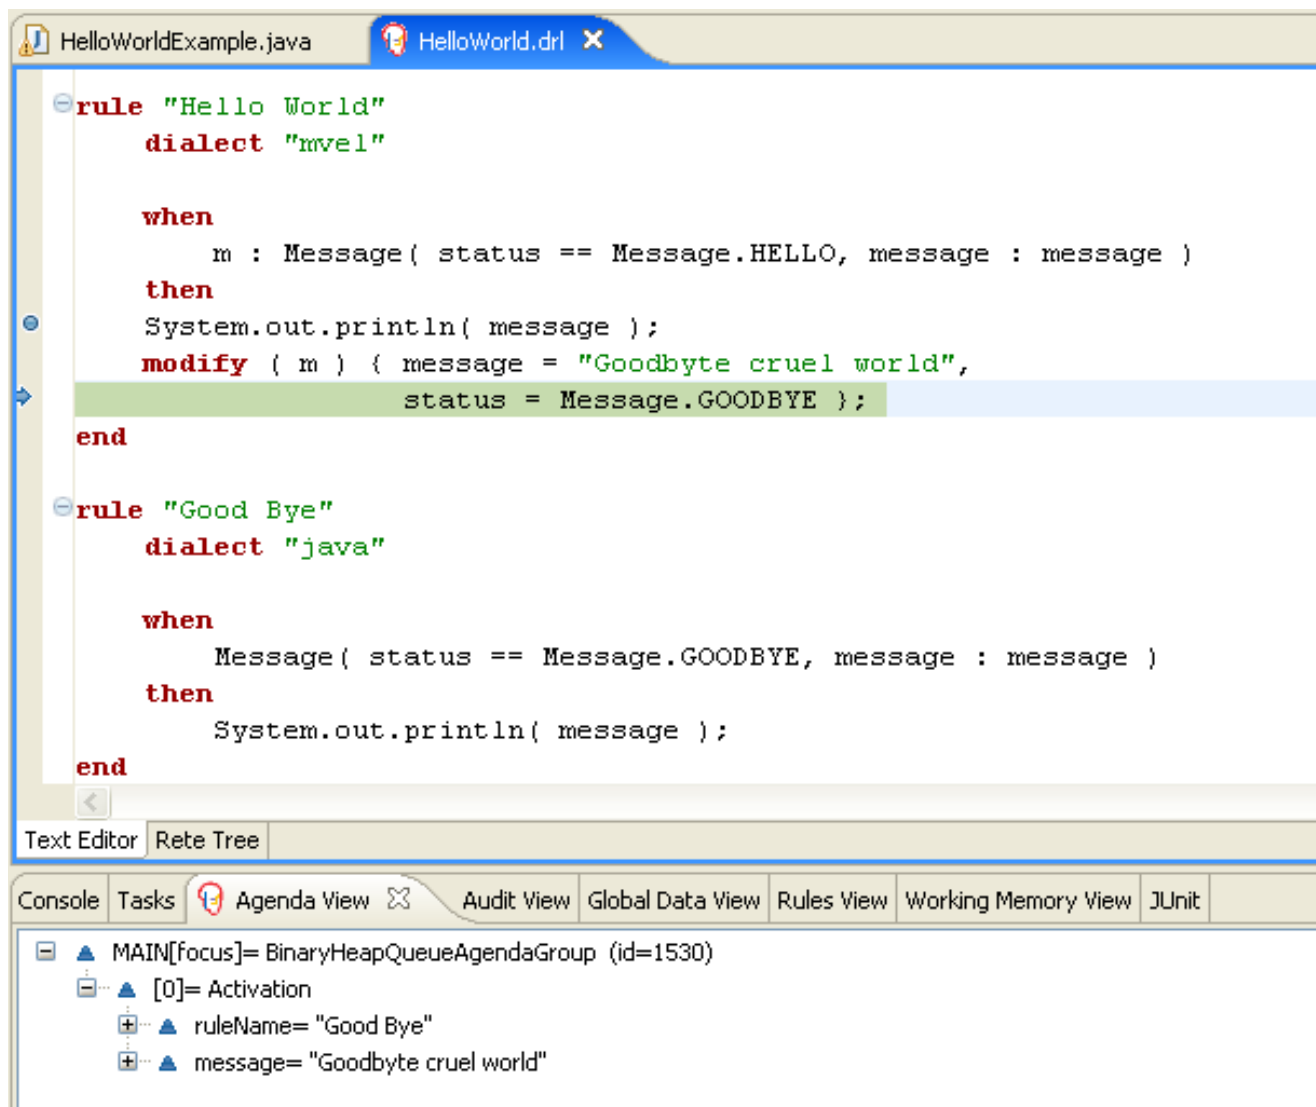 HelloWorldExample.java HelloWorld.drl
rule "Hello World"
dialect "mvel"
when
m : Message( status == Message.HELLO, message : message )
then
System.out.println( message );
modify ( m ) { message = "Goodbyte cruel world",
status = Message.GOODBYE };
end
rule "Good Bye"
dialect "java"
when
Message( status == Message.GOODBYE, message : message )
then
System.out.println( message );
end
Text Editor Rete Tree
Console Tasks Agenda View Audit View Global Data View Rules View Working Memory View JUnit
MAIN[focus]= BinaryHeapQueueAgendaGroup (id=1530)
[0]= Activation
ruleName= "Good Bye"
message= "Goodbyte cruel world"